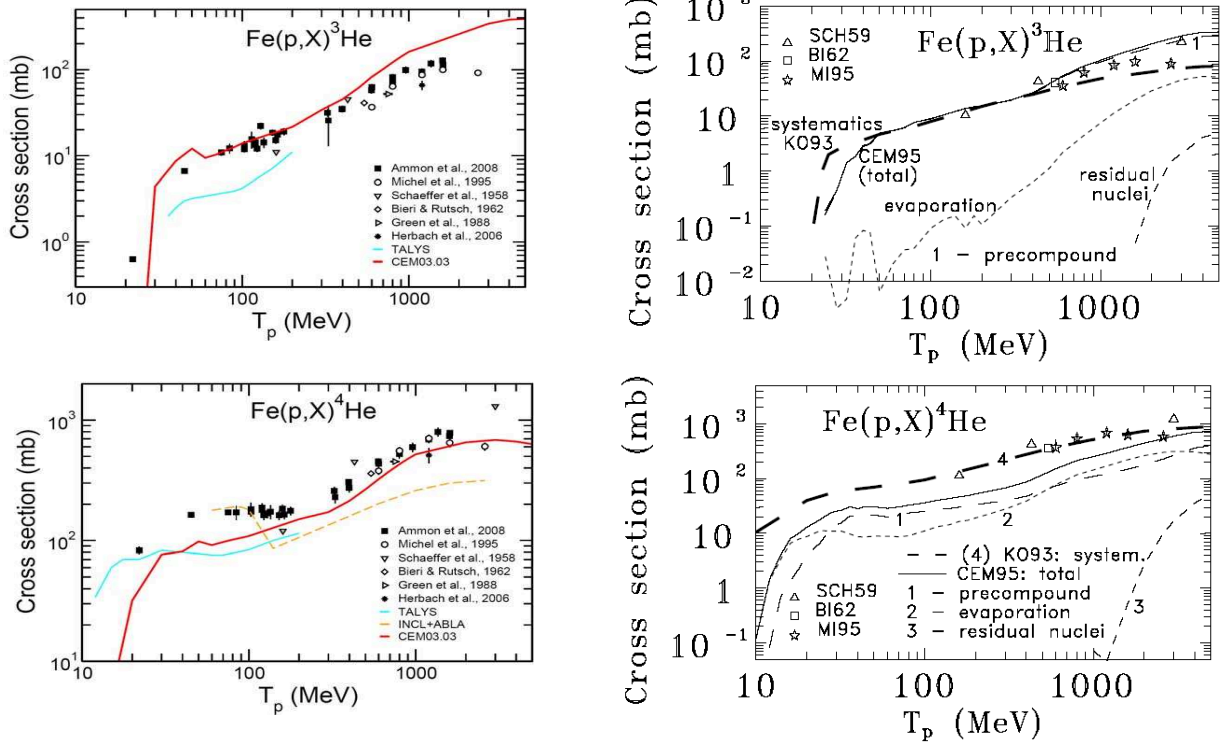 Fe(p,X)³He
Cross section (mb)
10²
10¹
10⁰
Ammon et al., 2008
Michel et al., 1995
Schaeffer et al., 1958
Bieri & Rutsch, 1962
Green et al., 1988
Herbach et al., 2006
TALYS
CEM03.03
10
100
1000
Tₚ (MeV)
Fe(p,X)³He
Cross section (mb)
10²
10
1
10⁻¹
10⁻²
SCH59
BI62
MI95
1
systematics
KO93
CEM95
(total)
evaporation
residual
nuclei
1 – precompound
10
100
1000
Tₚ (MeV)
Fe(p,X)⁴He
Cross section (mb)
10³
10²
10¹
Ammon et al., 2008
Michel et al., 1995
Schaeffer et al., 1958
Bieri & Rutsch, 1962
Green et al., 1988
Herbach et al., 2006
TALYS
INCL+ABLA
CEM03.03
10
100
1000
Tₚ (MeV)
Fe(p,X)⁴He
Cross section (mb)
10³
10²
10
1
10⁻¹
4
1
2
3
(4) KO93: system.
CEM95: total
1 – precompound
2 – evaporation
3 – residual nuclei
SCH59
BI62
MI95
10
100
1000
Tₚ (MeV)